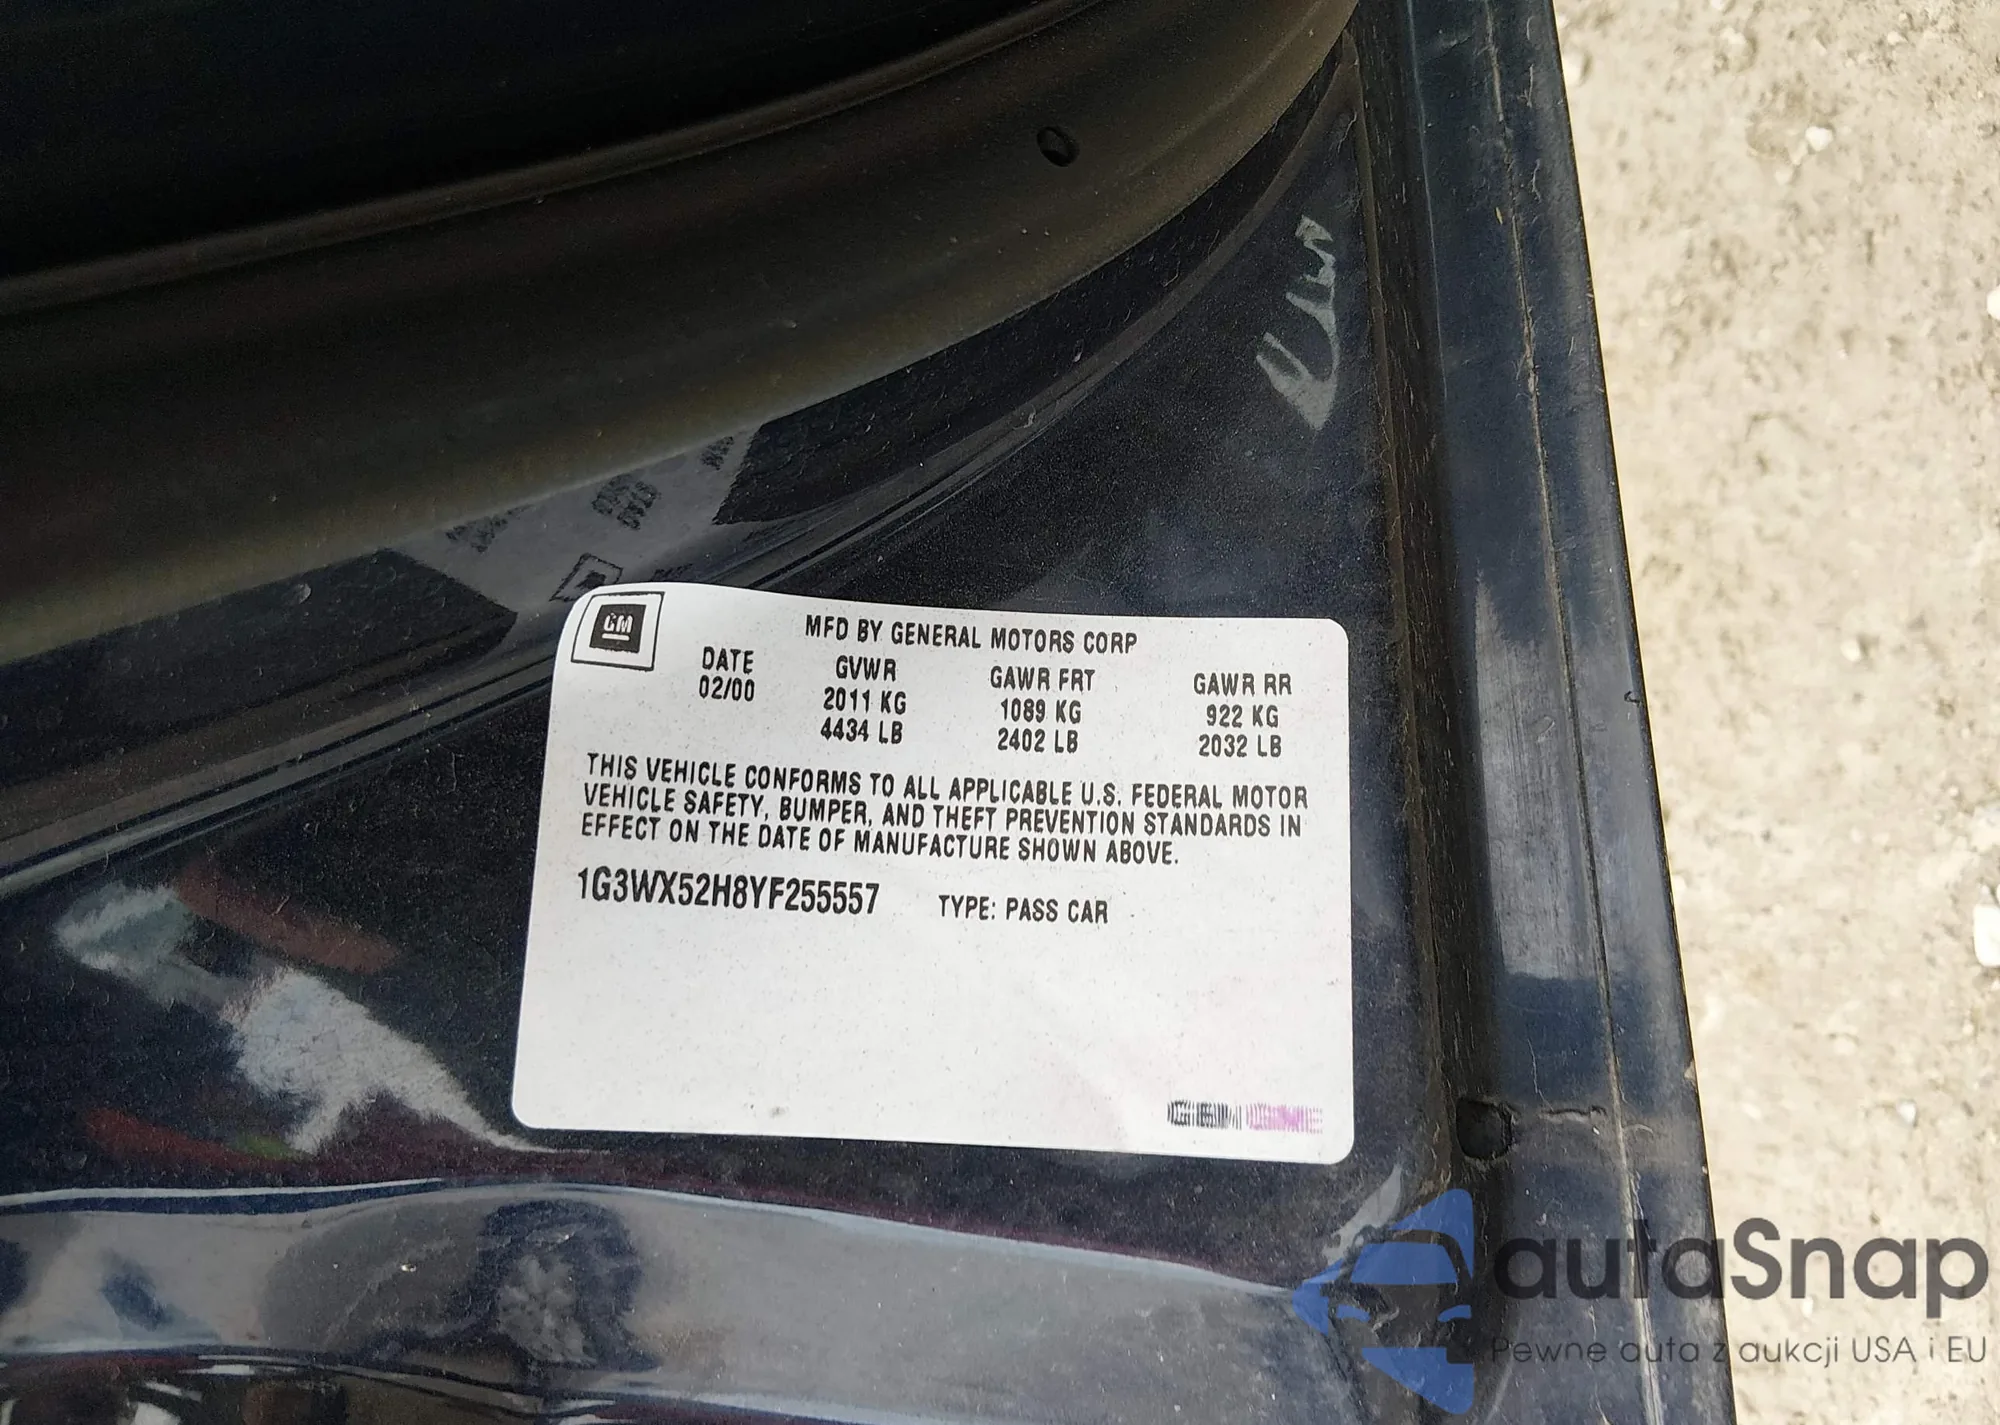 GM
MFD BY GENERAL MOTORS CORP
DATE GVWR GAWR FRT GAWR RR
02/00 2011 KG 1089 KG 922 KG
4434 LB 2402 LB 2032 LB
THIS VEHICLE CONFORMS TO ALL APPLICABLE U.S. FEDERAL MOTOR
VEHICLE SAFETY, BUMPER, AND THEFT PREVENTION STANDARDS IN
EFFECT ON THE DATE OF MANUFACTURE SHOWN ABOVE.
1G3WX52H8YF255557 TYPE: PASS CAR
autaSnap
Pewne auta z aukcji USA i EU